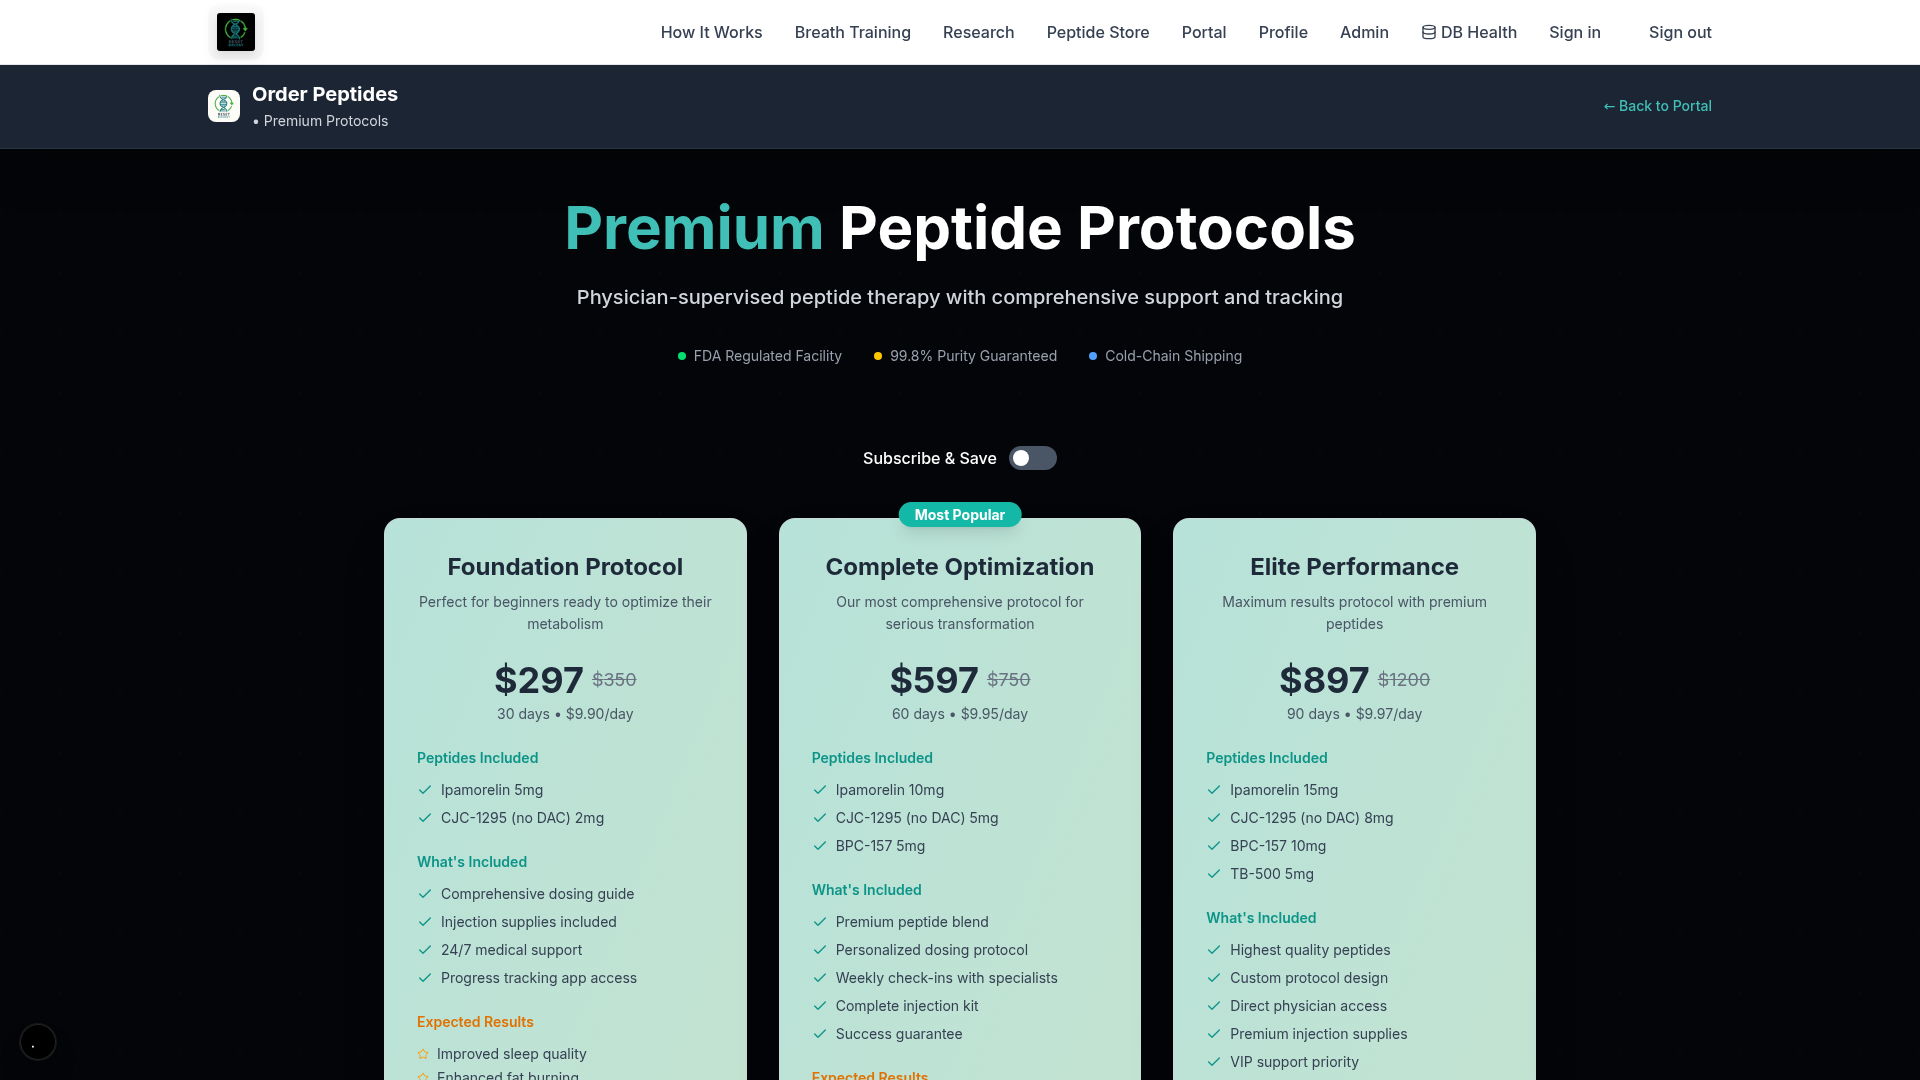 How It Works
Breath Training
Research
Peptide Store
Portal
Profile
Admin
DB Health
Sign in
Sign out
Order Peptides
• Premium Protocols
← Back to Portal
Premium Peptide Protocols
Physician-supervised peptide therapy with comprehensive support and tracking
FDA Regulated Facility
99.8% Purity Guaranteed
Cold-Chain Shipping
Subscribe & Save
Foundation Protocol
Perfect for beginners ready to optimize their
metabolism
$297 $350
30 days • $9.90/day
Peptides Included
Ipamorelin 5mg
CJC-1295 (no DAC) 2mg
What's Included
Comprehensive dosing guide
Injection supplies included
24/7 medical support
Progress tracking app access
Expected Results
Improved sleep quality
Enhanced fat burning
Most Popular
Complete Optimization
Our most comprehensive protocol for
serious transformation
$597 $750
60 days • $9.95/day
Peptides Included
Ipamorelin 10mg
CJC-1295 (no DAC) 5mg
BPC-157 5mg
What's Included
Premium peptide blend
Personalized dosing protocol
Weekly check-ins with specialists
Complete injection kit
Success guarantee
Expected Results
Elite Performance
Maximum results protocol with premium
peptides
$897 $1200
90 days • $9.97/day
Peptides Included
Ipamorelin 15mg
CJC-1295 (no DAC) 8mg
BPC-157 10mg
TB-500 5mg
What's Included
Highest quality peptides
Custom protocol design
Direct physician access
Premium injection supplies
VIP support priority